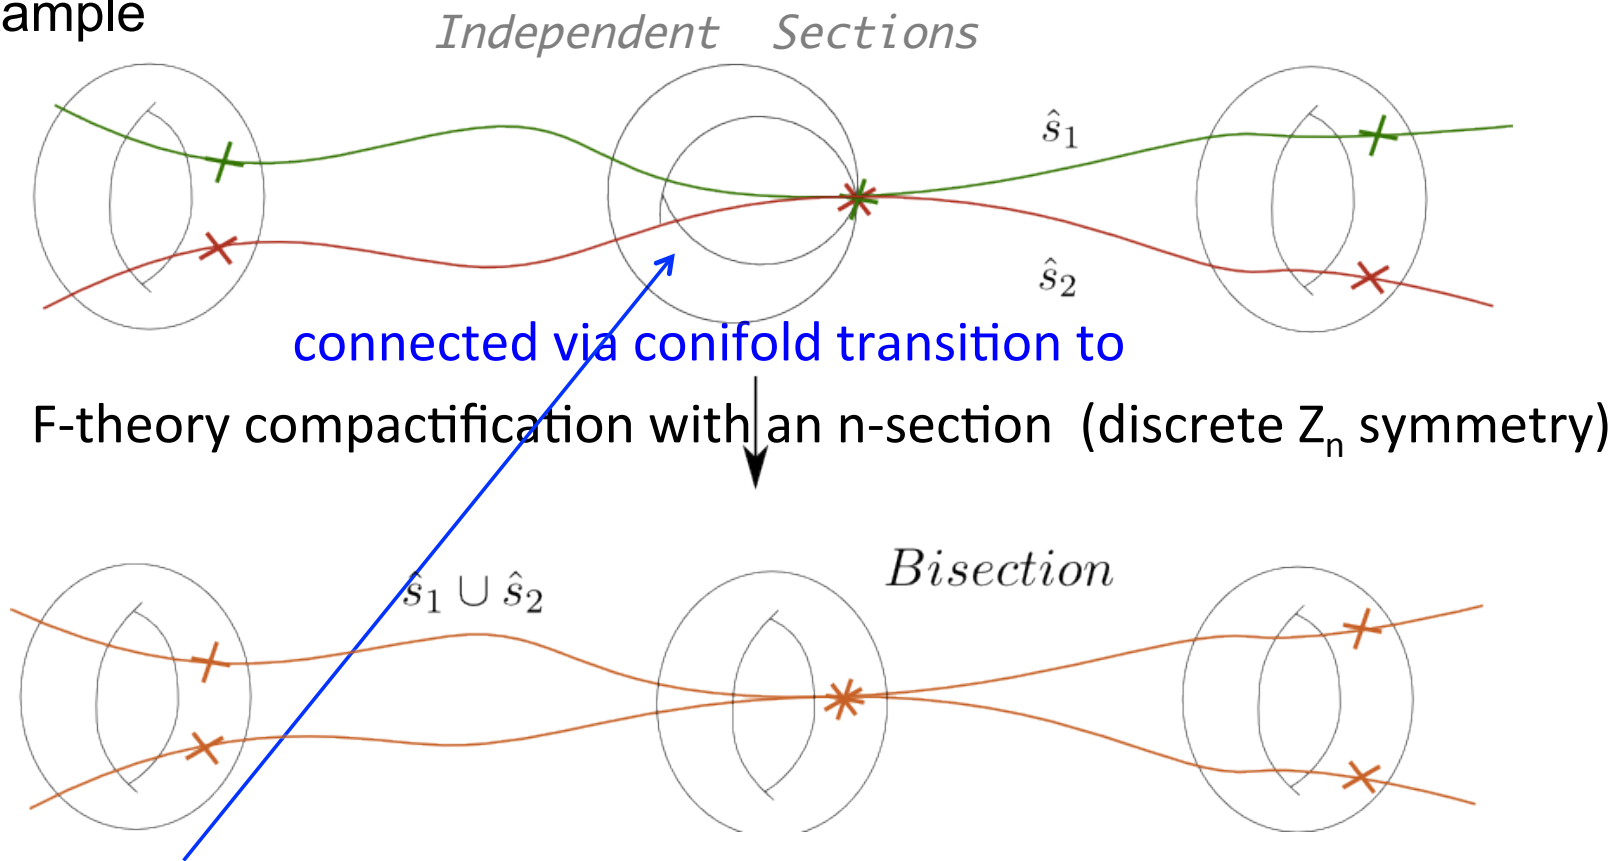 ample
Independent Sections
ŝ₁
ŝ₂
connected via conifold transition to
F-theory compactification with an n-section (discrete Zₙ symmetry)
Bisection
ŝ₁ ∪ ŝ₂